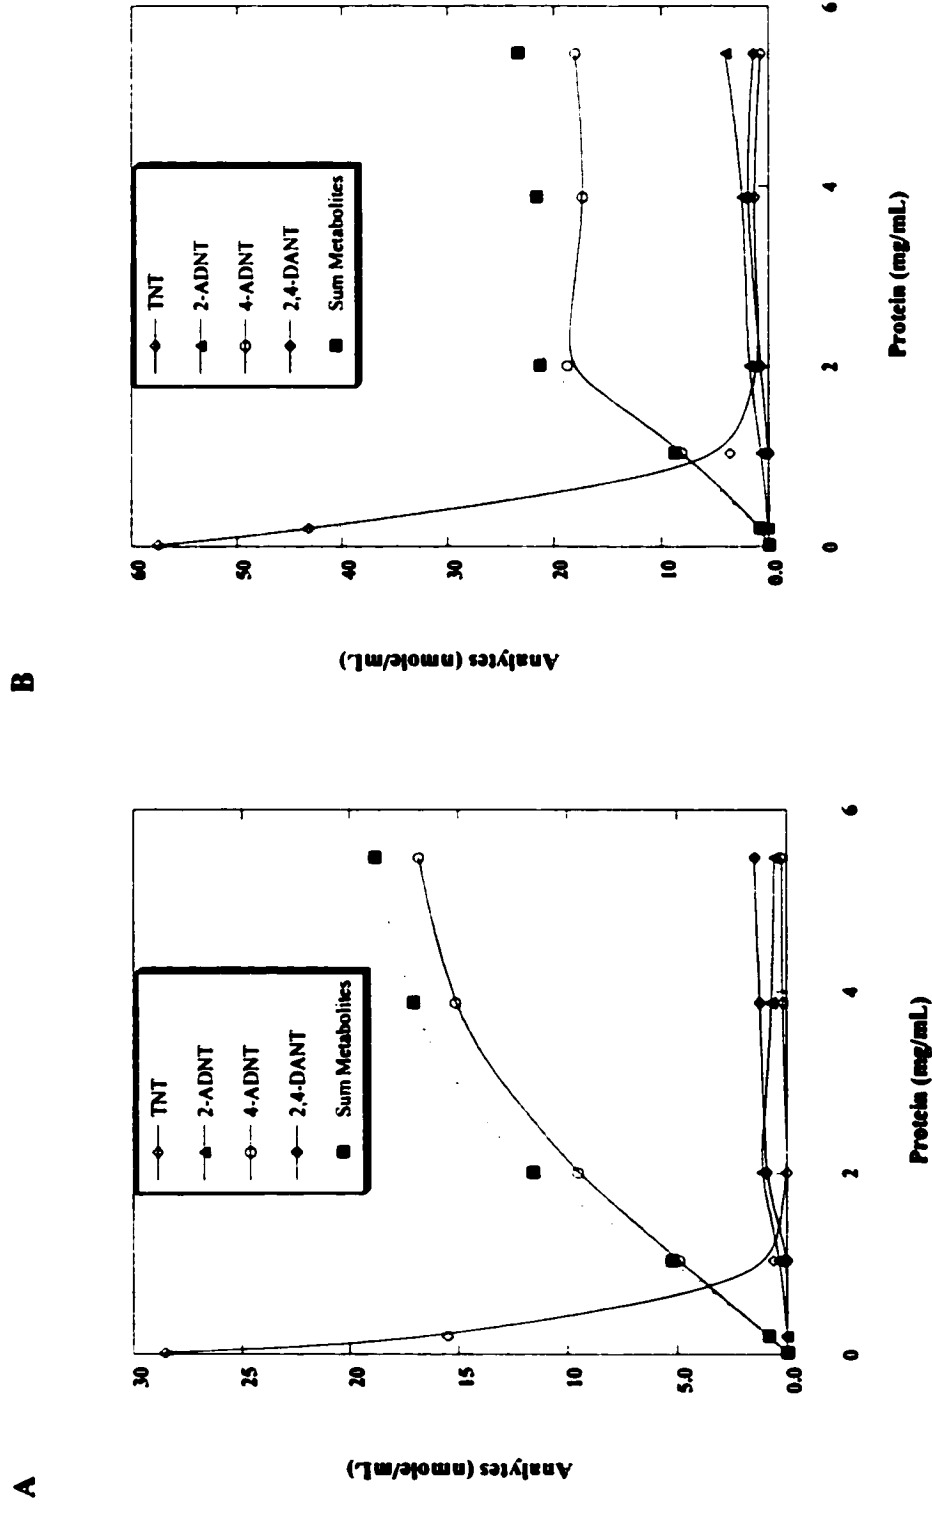 A
Analytes (nmole/mL)
30
25
20
15
10
5.0
0.0
0
2
4
6
Protein (mg/mL)
TNT
2-ADNT
4-ADNT
2,4-DANT
Sum Metabolites
B
Analytes (nmole/mL)
60
50
40
30
20
10
0.0
0
2
4
6
Protein (mg/mL)
TNT
2-ADNT
4-ADNT
2,4-DANT
Sum Metabolites